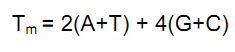 Tm = 2(A+T) + 4(G+C)